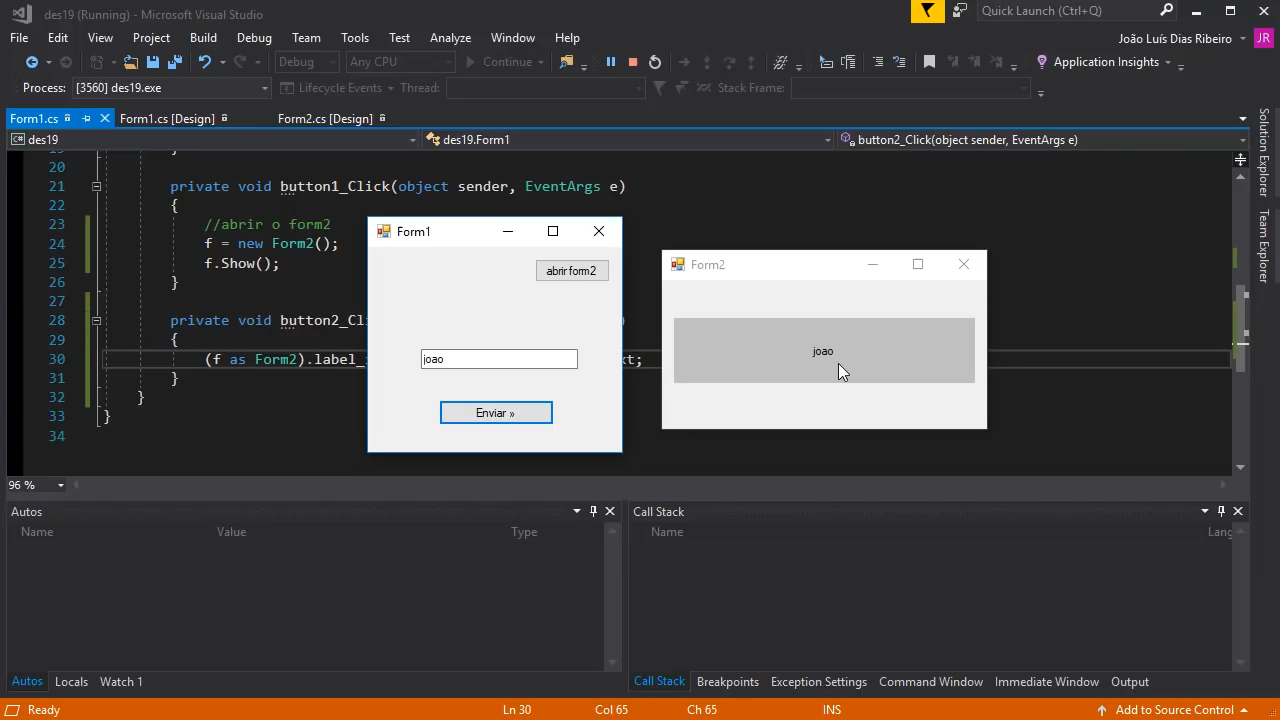 des19 (Running) - Microsoft Visual Studio
Quick Launch (Ctrl+Q)
File Edit View Project Build Debug Team Tools Test Analyze Window Help
João Luís Dias Ribeiro JR
Debug Any CPU Continue Application Insights
Process: [3560] des19.exe Lifecycle Events Thread: Stack Frame:
Form1.cs Form1.cs [Design] Form2.cs [Design]
des19 des19.Form1 button2_Click(object sender, EventArgs e)
}
20
21 private void button1_Click(object sender, EventArgs e)
22 {
23 //abrir o form2
24 f = new Form2();
25 f.Show();
26 }
27
28 private void button2_Cl )
29 {
30 (f as Form2).label_ xt;
31 }
32 }
33 }
34
Form1
abrir form2
joao
Enviar »
Form2
joao
96 %
Autos
Name Value Type
Call Stack
Name Lang
Autos Locals Watch 1
Call Stack Breakpoints Exception Settings Command Window Immediate Window Output
Ready Ln 30 Col 65 Ch 65 INS Add to Source Control
Solution Explorer
Team Explorer